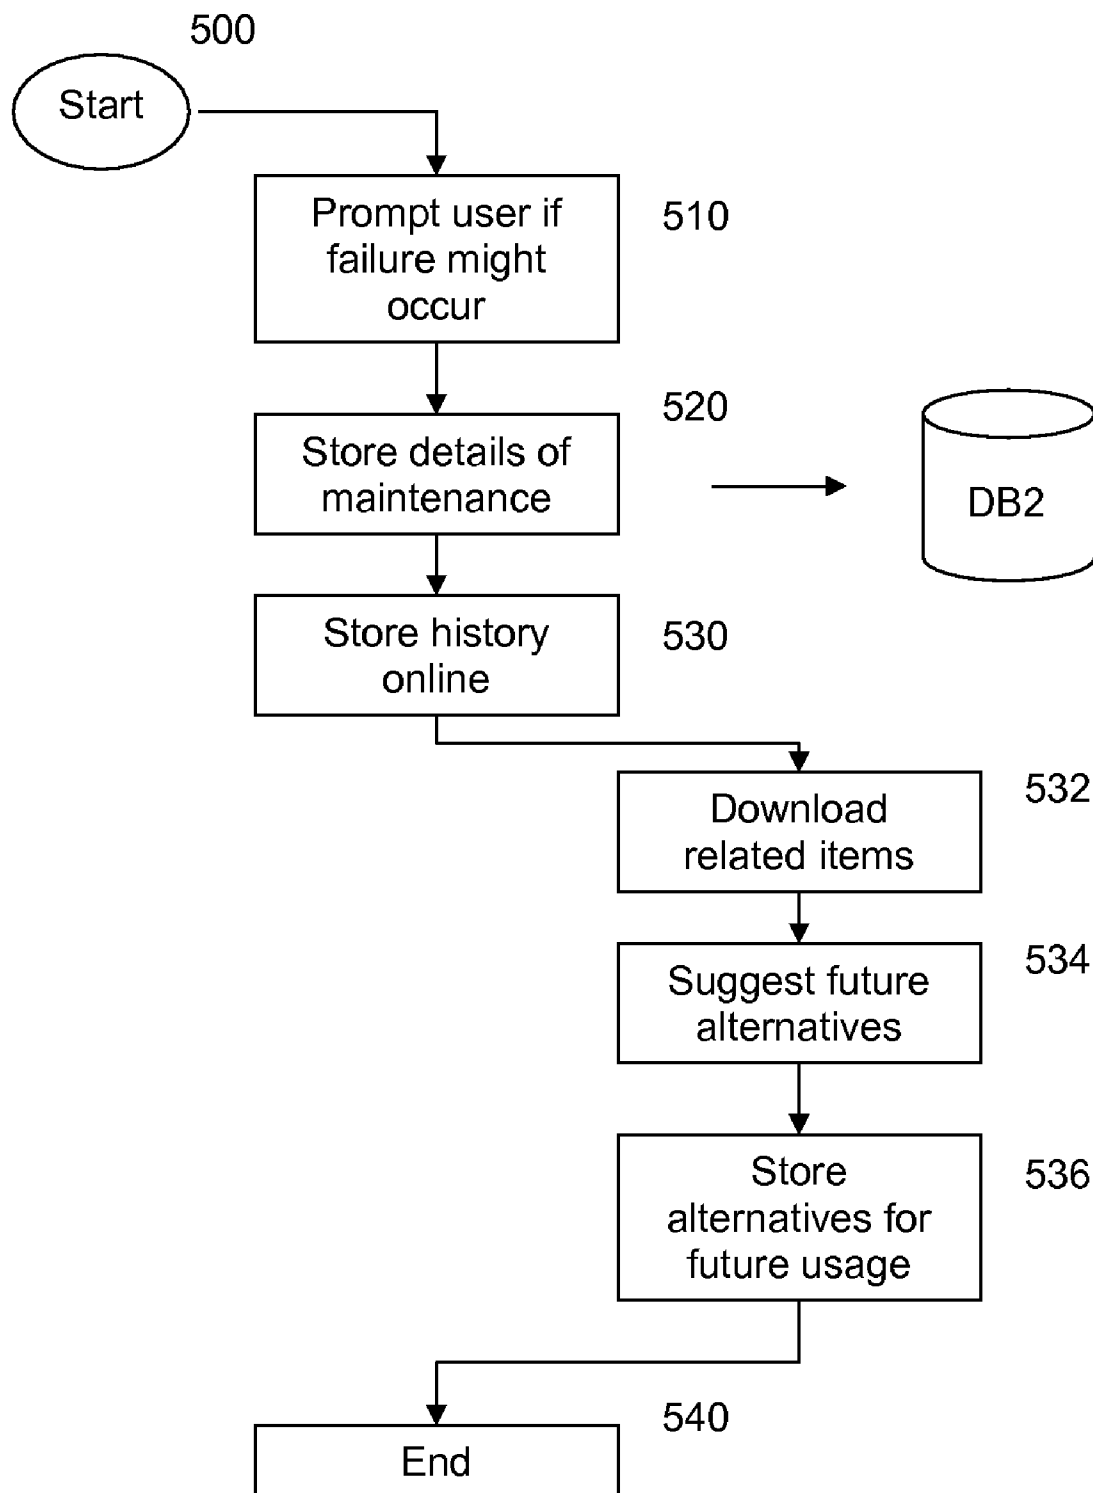 500
Start
Prompt user if
failure might
occur
510
520
Store details of
maintenance
DB2
Store history
online
530
Download
related items
532
Suggest future
alternatives
534
Store
alternatives for
future usage
536
540
End